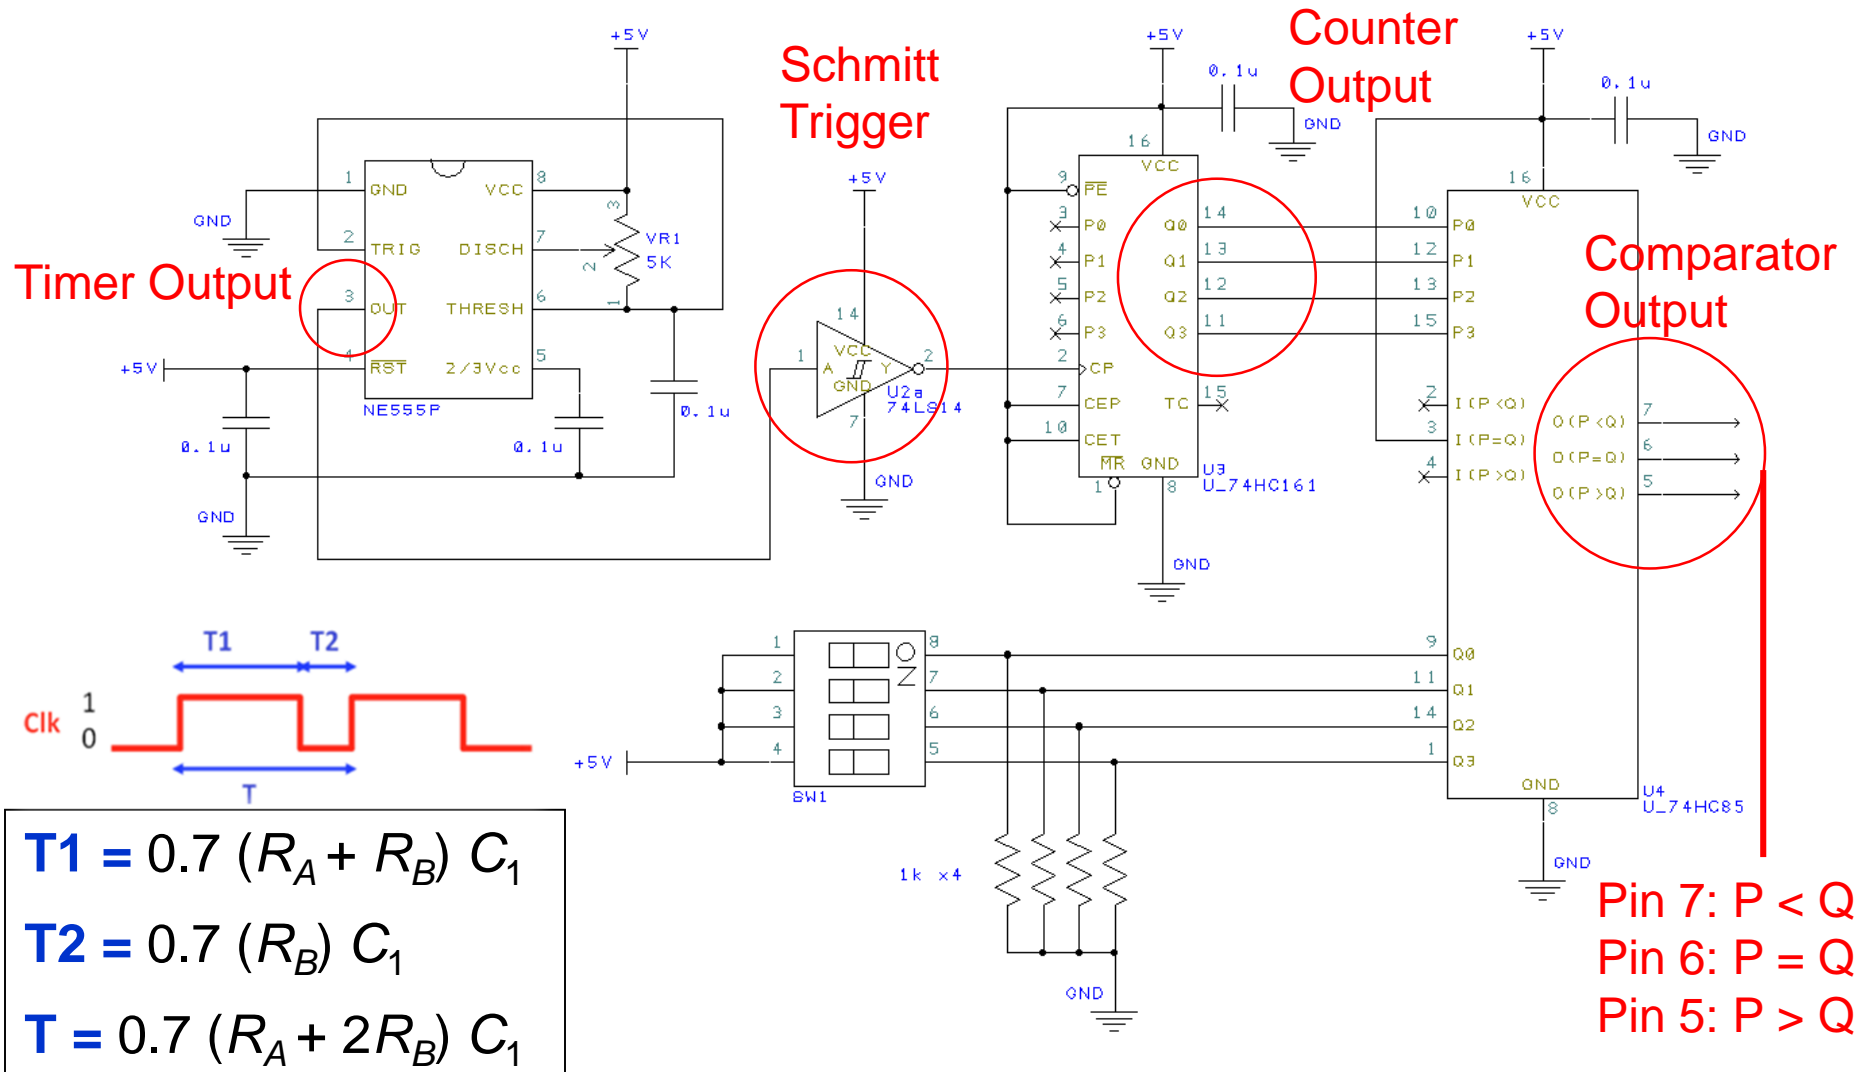 Counter
Output
Schmitt
Trigger
Timer Output
Comparator
Output
+5V
+5V
+5V
+5V
0.1u
GND
0.1u
GND
1
GND
VCC
8
GND
2
TRIG
DISCH
7
3
2
1
VR1
5K
3
OUT
THRESH
6
+5V
4
RST
2/3Vcc
5
NE555P
0.1u
0.1u
0.1u
GND
14
1
VCC
A
Y
GND
2
U2a
74LS14
7
GND
16
VCC
9
PE
3
P0
Q0
14
4
P1
Q1
13
5
P2
Q2
12
6
P3
Q3
11
2
CP
7
CEP
TC
15
10
CET
MR
GND
1
8
U3
U_74HC161
GND
16
VCC
10
P0
12
P1
13
P2
15
P3
2
I(P<Q)
3
I(P=Q)
4
I(P>Q)
O(P<Q)
7
O(P=Q)
6
O(P>Q)
5
9
Q0
11
Q1
14
Q2
1
Q3
GND
8
U4
U_74HC85
GND
1
8
2
7
3
6
4
5
ON
+5V
SW1
1k x4
GND
T1
T2
Clk
1
0
T
T1 = 0.7 (RA + RB) C1
T2 = 0.7 (RB) C1
T = 0.7 (RA + 2RB) C1
Pin 7: P < Q
Pin 6: P = Q
Pin 5: P > Q